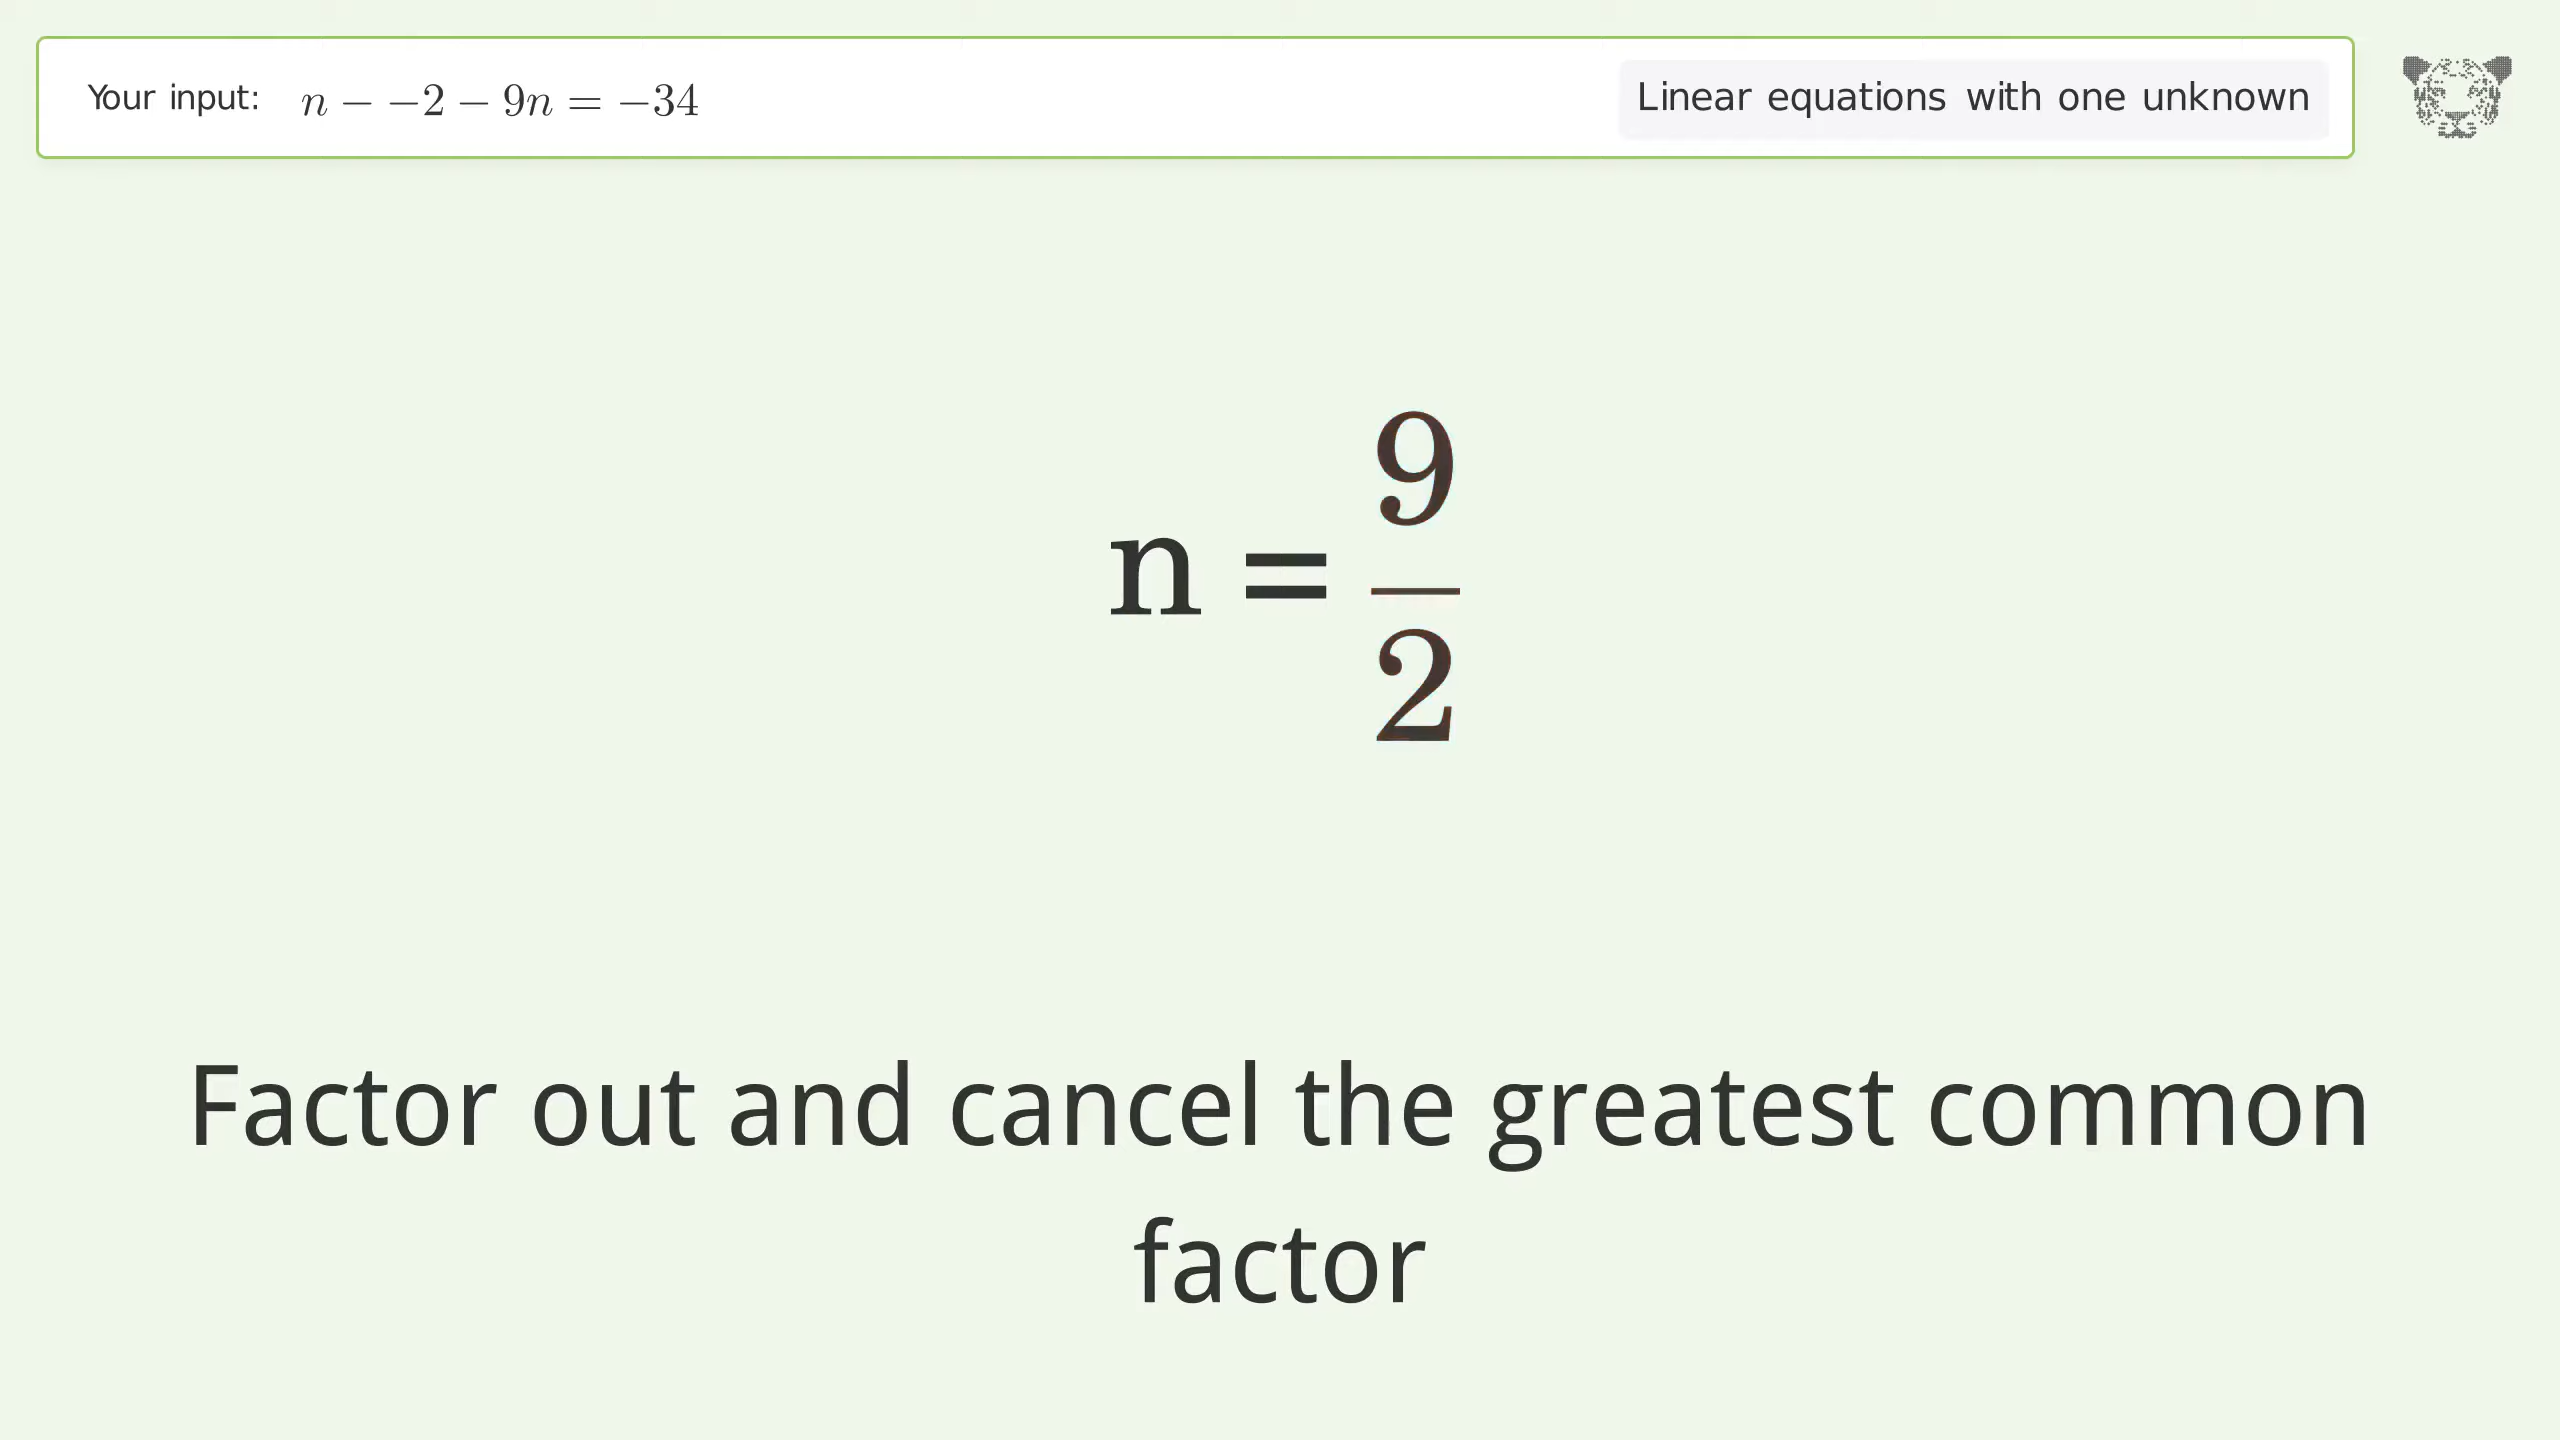 Your input: n − −2 − 9n = −34
Linear equations with one unknown
n = 9/2
Factor out and cancel the greatest common
factor